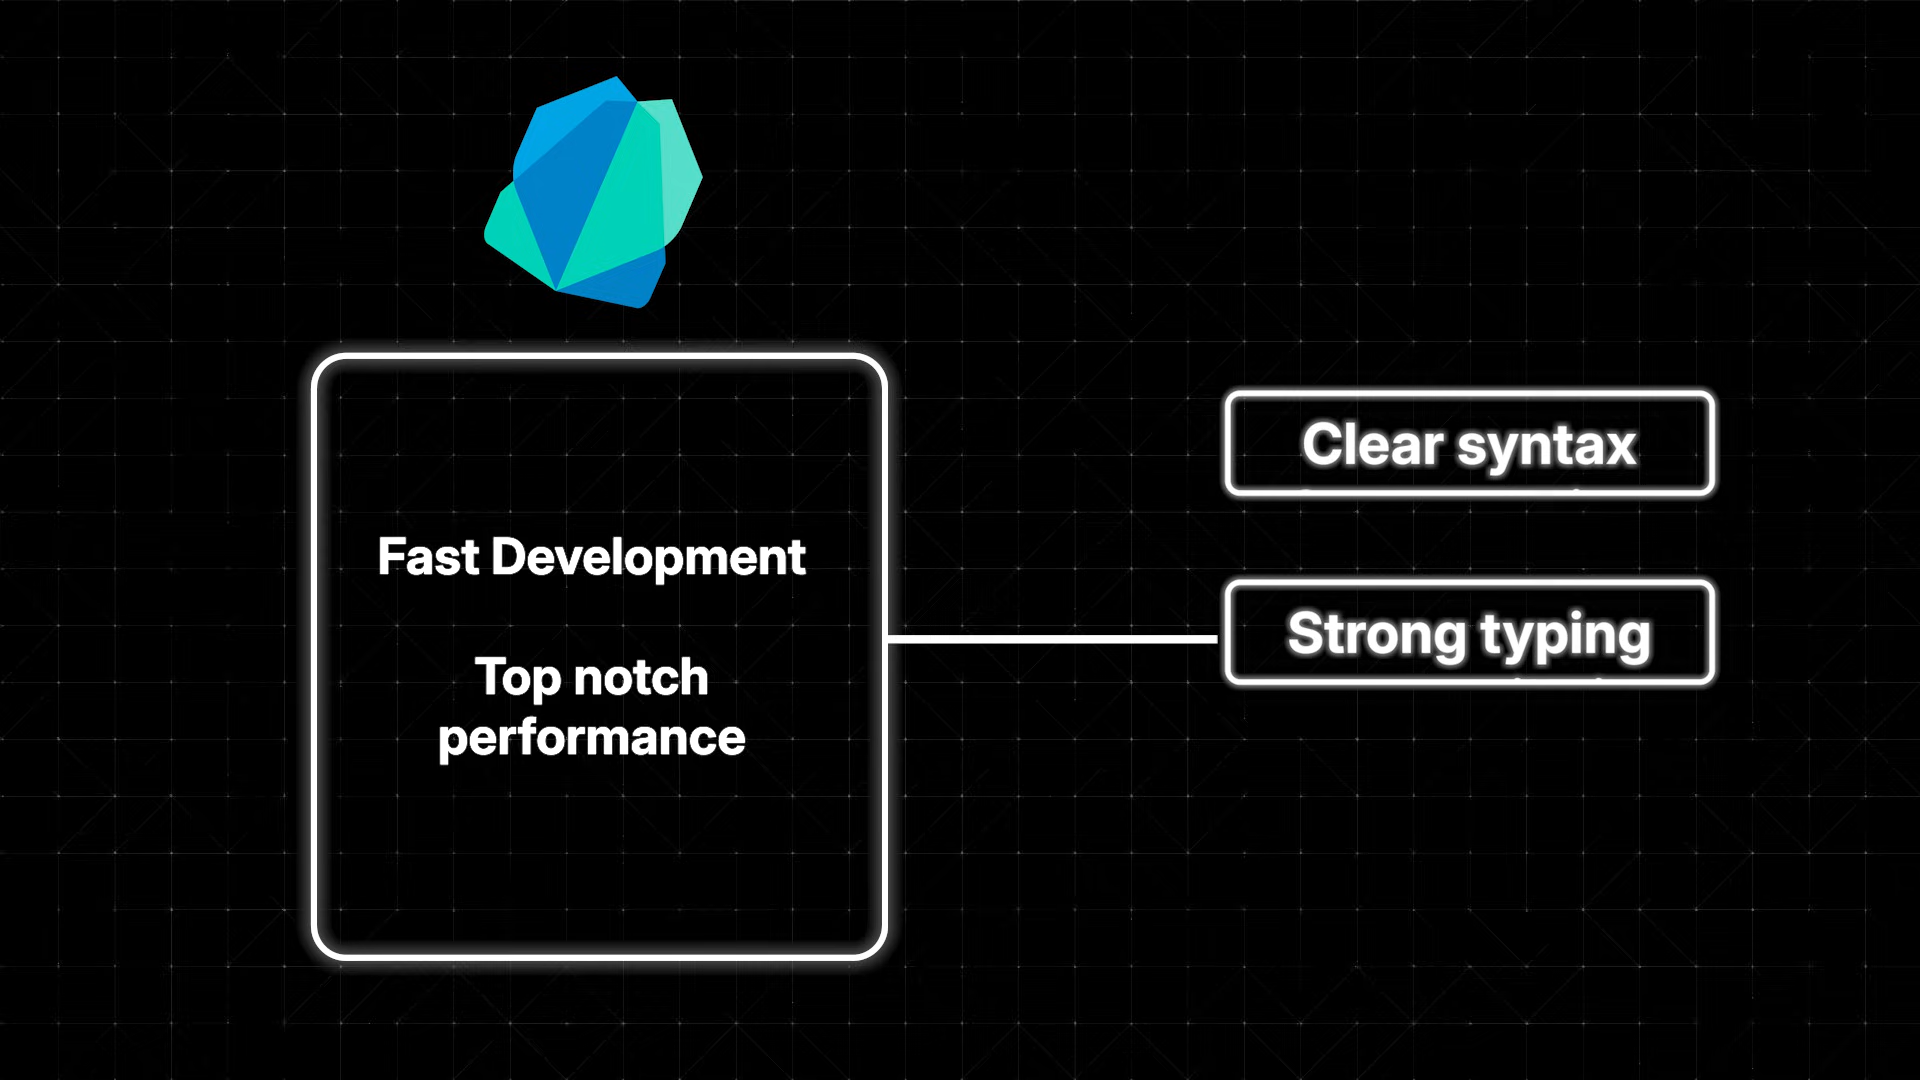 Fast Development
Top notch
performance
Clear syntax
Strong typing